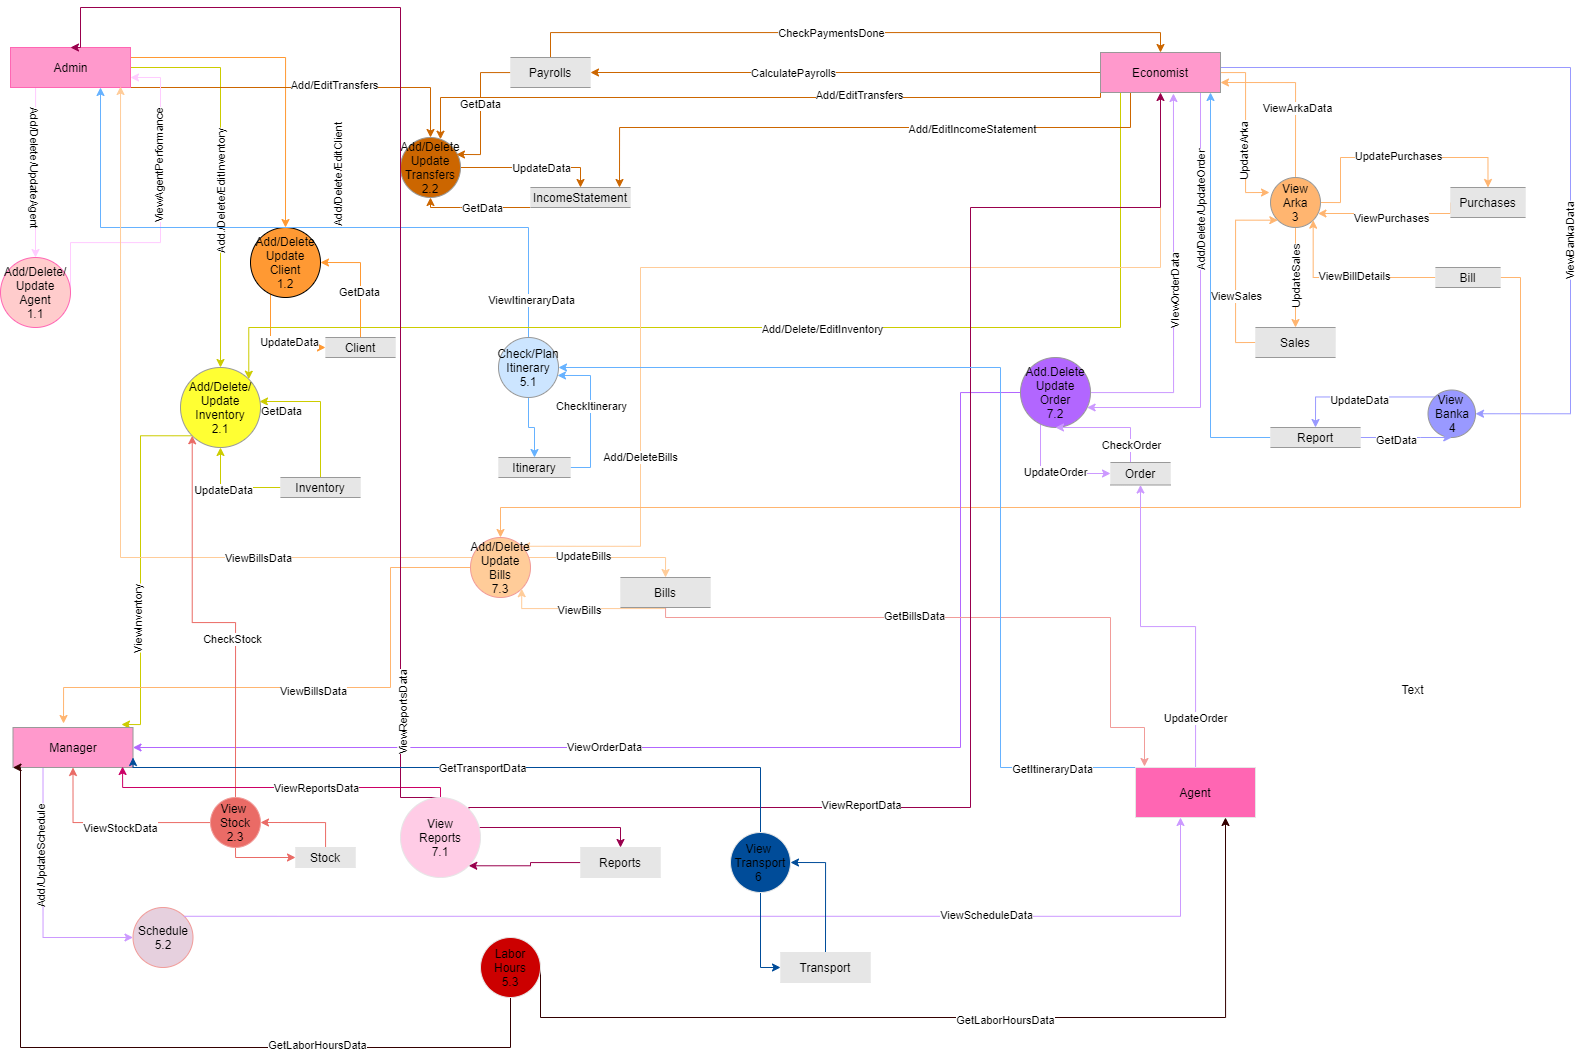 CheckPaymentsDone
Admin
Payrolls
CalculatePayrolls
Economist
Add/EditTransfers
Add/EditTransfers
GetData
ViewArkaData
Add/EditIncomeStatement
Add/Delete/UpdateAgent
ViewAgentPerfomance
Add./Delete/EditInventory
Add/Delete/EditClient
Add/Delete
Update
Transfers
2.2
UpdateData
IncomeStatement
GetData
UpdateArka
Add/Delete/UpdateOrder
UpdatePurchases
View
Arka
3
Purchases
ViewPurchases
ViewBankaData
Add/Delete/
Update
Agent
1.1
Add/Delete
Update
Client
1.2
GetData
UpdateData
Client
ViewItineraryData
VIewOrderData
ViewSales
UpdateSales
ViewBillDetails
Bill
Sales
Add/Delete/EditInventory
Check/Plan
Itinerary
5.1
CheckItinerary
Itinerary
Add/Delete/
Update
Inventory
2.1
GetData
UpdateData
Inventory
Add.Delete
Update
Order
7.2
CheckOrder
UpdateOrder
Order
UpdateData
View
Banka
4
Report
GetData
Add/DeleteBills
ViewBillsData
Add/Delete
Update
Bills
7.3
UpdateBills
Bills
ViewBills
GetBillsData
ViewInventory
CheckStock
ViewBillsData
ViewReportsData
Text
UpdateOrder
Manager
ViewOrderData
GetTransportData
GetItineraryData
ViewReportsData
ViewReportData
Agent
Add/UpdateSchedule
ViewStockData
View
Stock
2.3
Stock
View
Reports
7.1
Reports
View
Transport
6
Transport
Schedule
5.2
ViewScheduleData
Labor
Hours
5.3
GetLaborHoursData
GetLaborHoursData